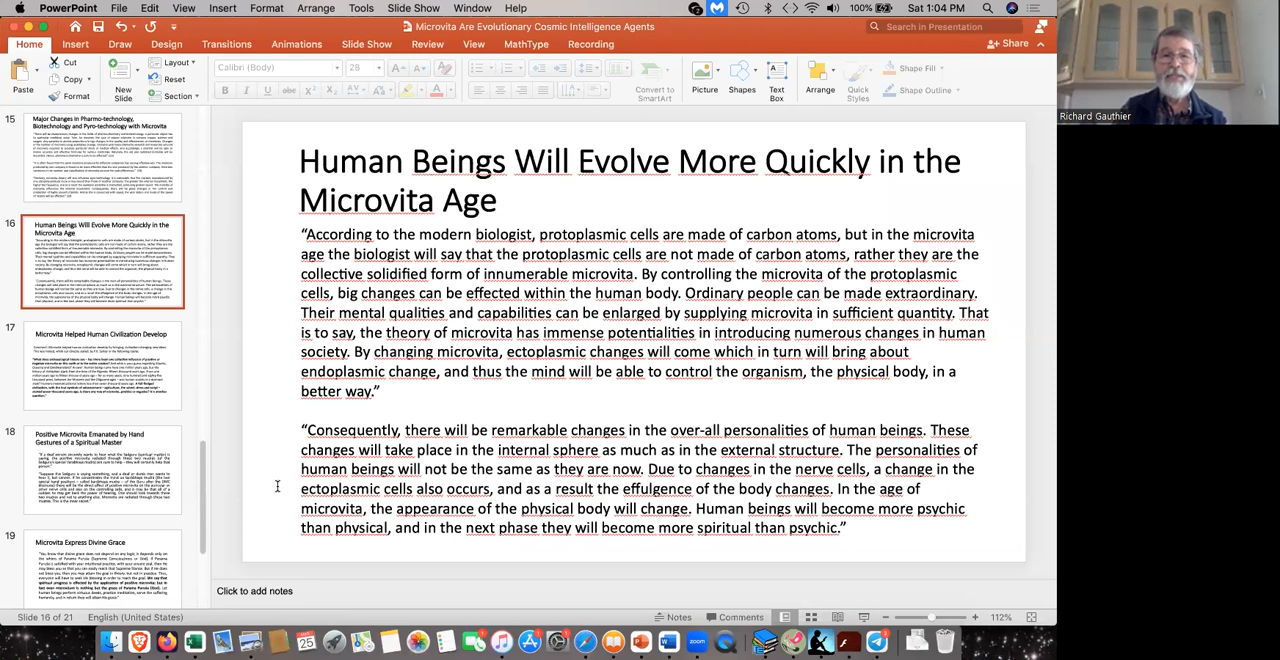 PowerPoint File Edit View Insert Format Arrange Tools Slide Show Window Help 100% Sat 1:04 PM
Microvita Are Evolutionary Cosmic Intelligence Agents
Search in Presentation
Home Insert Draw Design Transitions Animations Slide Show Review View MathType Recording
Share
Paste
Cut
Copy
Format
New
Slide
Layout
Reset
Section
Calibri (Body) 28
Convert to
SmartArt
Picture
Shapes
Text
Box
Arrange
Quick
Styles
Shape Fill
Shape Outline
Richard Gauthier
15
Major Changes in Pharmo-technology,
Biotechnology and Pyro-technology with Microvita
16
Human Beings Will Evolve More Quickly in the
Microvita Age
17
Microvita Helped Human Civilization Develop
18
Positive Microvita Emanated by Hand
Gestures of a Spiritual Master
19
Microvita Express Divine Grace
Human Beings Will Evolve More Quickly in the
Microvita Age
“According to the modern biologist, protoplasmic cells are made of carbon atoms, but in the microvita
age the biologist will say that the protoplasmic cells are not made of carbon atoms, rather they are the
collective solidified form of innumerable microvita. By controlling the microvita of the protoplasmic
cells, big changes can be effected within the human body. Ordinary people can be made extraordinary.
Their mental qualities and capabilities can be enlarged by supplying microvita in sufficient quantity. That
is to say, the theory of microvita has immense potentialities in introducing numerous changes in human
society. By changing microvita, protoplasmic changes will come which in turn will bring about
endoplasmic change, and thus the mind will be able to control the organism, the physical body, in a
better way.”
“Consequently, there will be remarkable changes in the over-all personalities of human beings. These
changes will take place in the internal sphere as much as in the external structure. The personalities of
human beings will not be the same as they are now. Due to changes in the nerve cells, a change in the
ectoplasmic cells also occurs, and as a result the effulgence of the body changes. In the age of
microvita, the appearance of the physical body will change. Human beings will become more psychic
than physical, and in the next phase they will become more spiritual than psychic.”
Click to add notes
Slide 16 of 21 English (United States) Notes Comments 112%